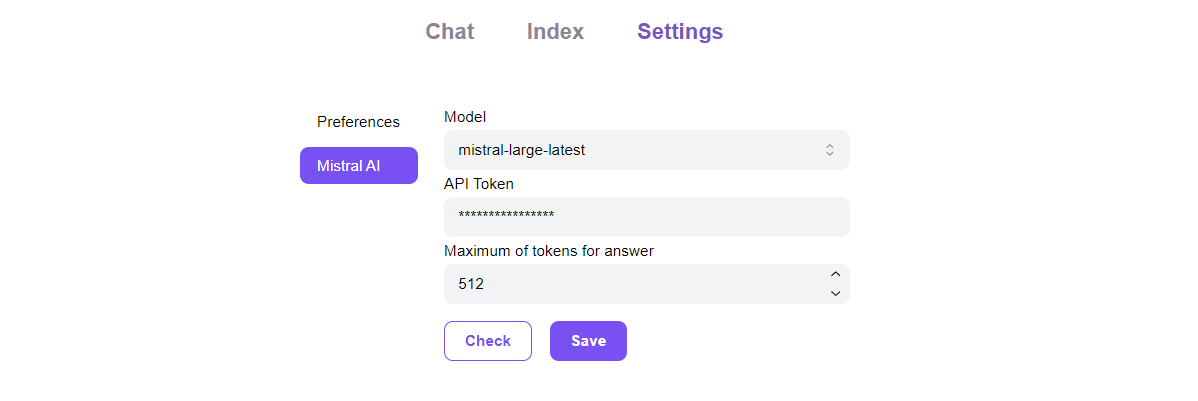 Chat Index Settings
Preferences
Mistral AI
Model
mistral-large-latest
API Token
****************
Maximum of tokens for answer
512
Check Save